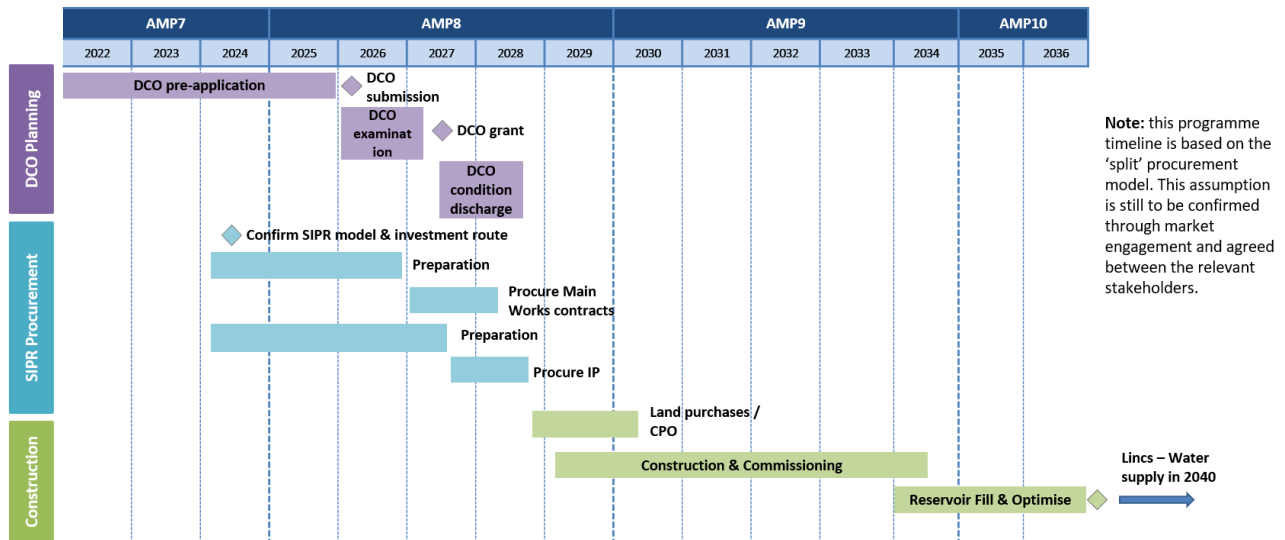 AMP7 AMP8 AMP9 AMP10
2022 2023 2024 2025 2026 2027 2028 2029 2030 2031 2032 2033 2034 2035 2036
DCO Planning
DCO pre-application
DCO
submission
DCO
examinat
ion
DCO grant
DCO
condition
discharge
SIPR Procurement
Confirm SIPR model & investment route
Preparation
Procure Main
Works contracts
Preparation
Procure IP
Construction
Land purchases /
CPO
Construction & Commissioning
Reservoir Fill & Optimise
Lincs – Water
supply in 2040
Note: this programme
timeline is based on the
‘split’ procurement
model. This assumption
is still to be confirmed
through market
engagement and agreed
between the relevant
stakeholders.